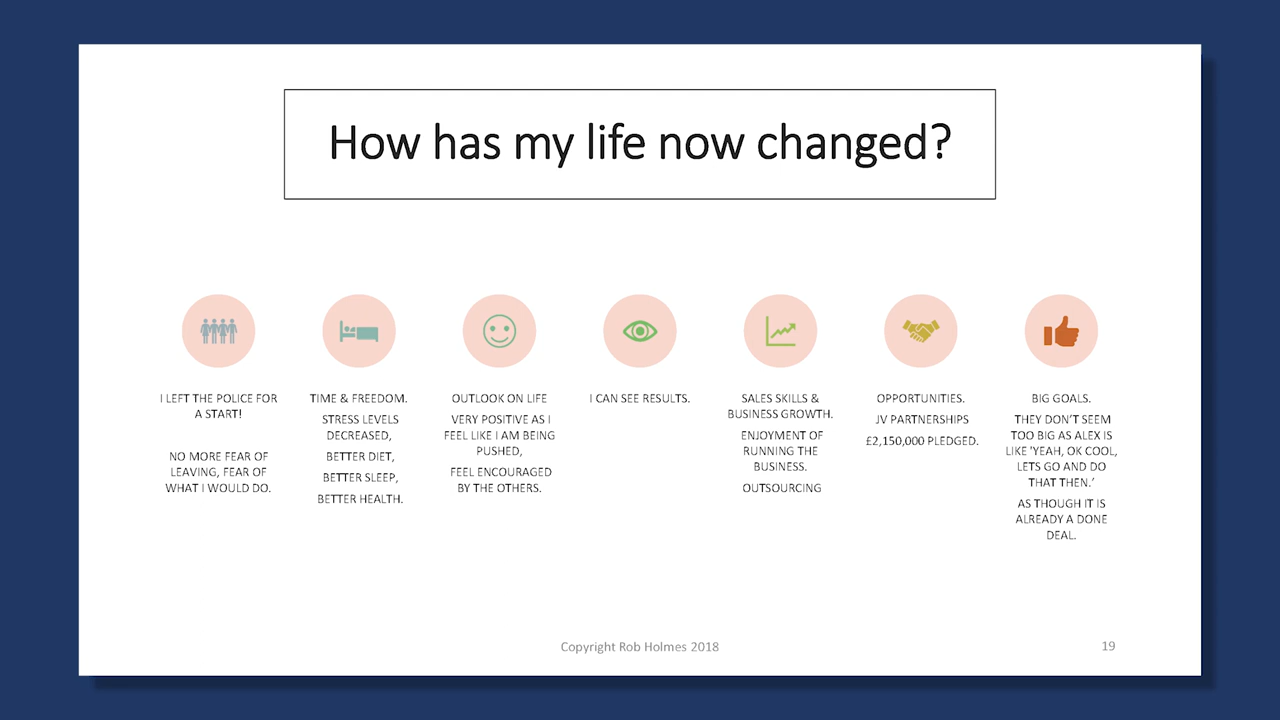 How has my life now changed?
I LEFT THE POLICE FOR
A START!
NO MORE FEAR OF
LEAVING, FEAR OF
WHAT I WOULD DO.
TIME & FREEDOM.
STRESS LEVELS
DECREASED,
BETTER DIET,
BETTER SLEEP,
BETTER HEALTH.
OUTLOOK ON LIFE
VERY POSITIVE AS I
FEEL LIKE I AM BEING
PUSHED,
FEEL ENCOURAGED
BY THE OTHERS.
I CAN SEE RESULTS.
SALES SKILLS &
BUSINESS GROWTH.
ENJOYMENT OF
RUNNING THE
BUSINESS.
OUTSOURCING
OPPORTUNITIES.
JV PARTNERSHIPS
£2,150,000 PLEDGED.
BIG GOALS.
THEY DON'T SEEM
TOO BIG AS ALEX IS
LIKE 'YEAH, OK COOL,
LETS GO AND DO
THAT THEN.'
AS THOUGH IT IS
ALREADY A DONE
DEAL.
Copyright Rob Holmes 2018
19